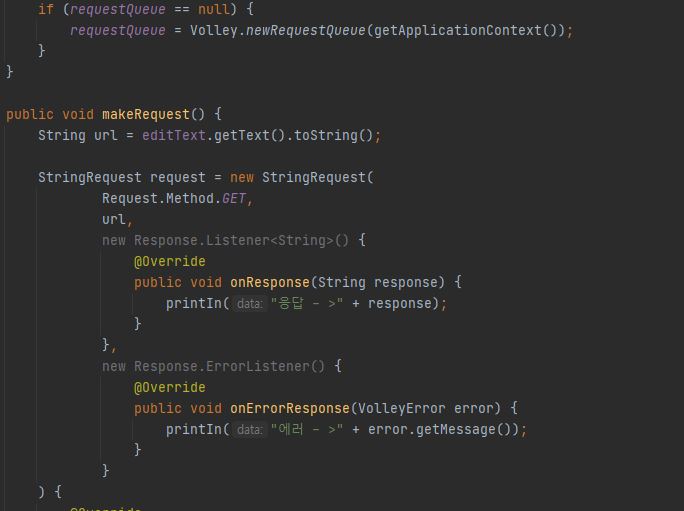 if (requestQueue == null) {
requestQueue = Volley.newRequestQueue(getApplicationContext());
}
}
public void makeRequest() {
String url = editText.getText().toString();
StringRequest request = new StringRequest(
Request.Method.GET,
url,
new Response.Listener<String>() {
@Override
public void onResponse(String response) {
printIn( data: "응답 - >" + response);
}
},
new Response.ErrorListener() {
@Override
public void onErrorResponse(VolleyError error) {
printIn( data: "에러 - >" + error.getMessage());
}
}
) {
@Override